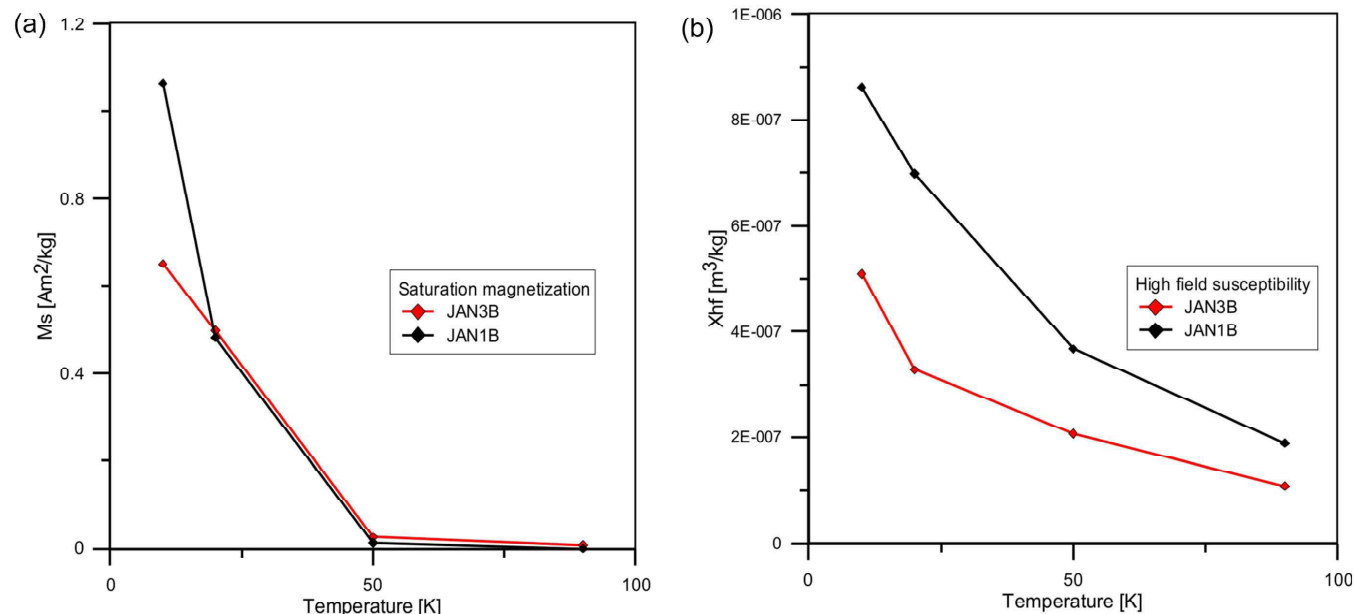 (a)
1.2
0.8
0.4
0
Ms [Am2/kg]
Saturation magnetization
JAN3B
JAN1B
0
50
100
Temperature [K]
(b)
1E-006
8E-007
6E-007
4E-007
2E-007
0
Xhf [m³/kg]
High field susceptibility
JAN3B
JAN1B
0
50
100
Temperature [K]